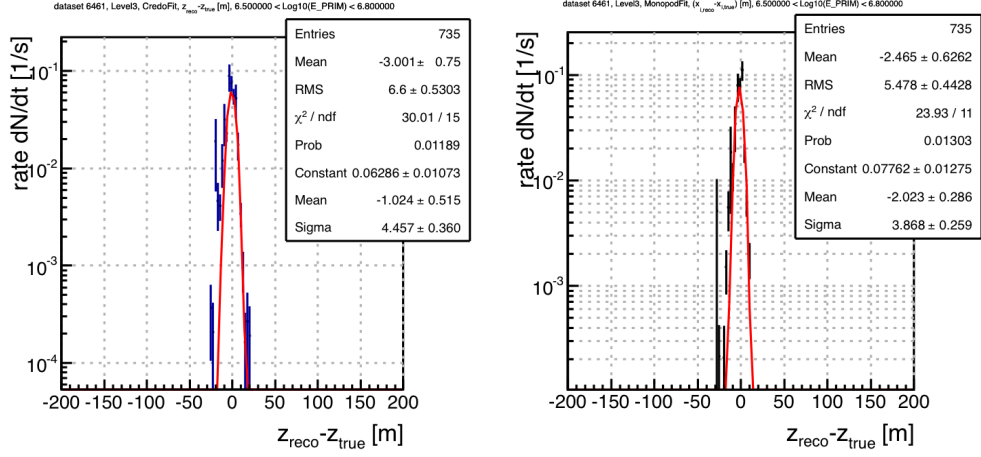 dataset 6461, Level3, CredoFit, z_reco-z_true [m], 6.500000 < Log10(E_PRIM) < 6.800000
Entries 735
Mean -3.001 ± 0.75
RMS 6.6 ± 0.5303
χ² / ndf 30.01 / 15
Prob 0.01189
Constant 0.06286 ± 0.01073
Mean -1.024 ± 0.515
Sigma 4.457 ± 0.360
rate dN/dt [1/s]
10⁻¹
10⁻²
10⁻³
10⁻⁴
-200 -150 -100 -50 0 50 100 150 200
z_reco-z_true [m]
dataset 6461, Level3, MonopodFit, (x_i,reco-x_i,true) [m], 6.500000 < Log10(E_PRIM) < 6.800000
Entries 735
Mean -2.465 ± 0.6262
RMS 5.478 ± 0.4428
χ² / ndf 23.93 / 11
Prob 0.01303
Constant 0.07762 ± 0.01275
Mean -2.023 ± 0.286
Sigma 3.868 ± 0.259
rate dN/dt [1/s]
10⁻¹
10⁻²
10⁻³
-200 -150 -100 -50 0 50 100 150 200
z_reco-z_true [m]